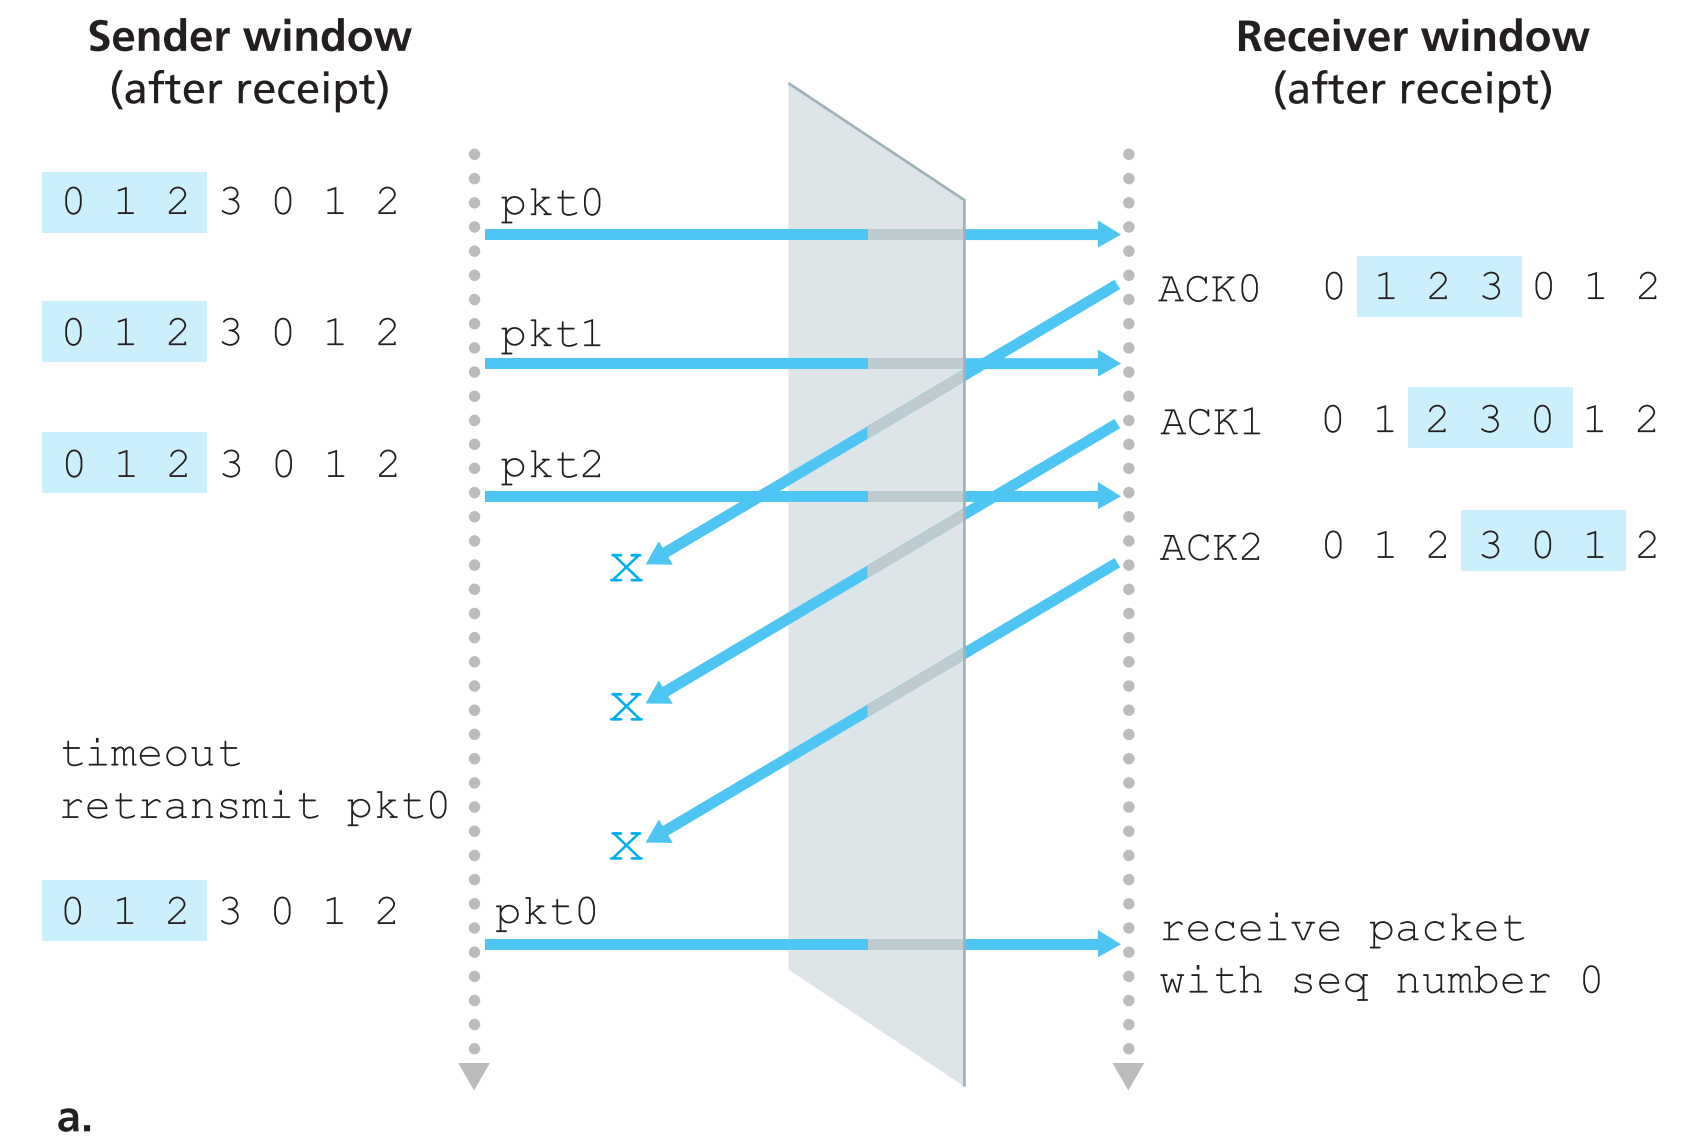 Sender window
(after receipt)
Receiver window
(after receipt)
0 1 2 3 0 1 2
pkt0
ACK0 0 1 2 3 0 1 2
0 1 2 3 0 1 2
pkt1
ACK1 0 1 2 3 0 1 2
0 1 2 3 0 1 2
pkt2
ACK2 0 1 2 3 0 1 2
x
x
timeout
retransmit pkt0
x
0 1 2 3 0 1 2
pkt0
receive packet
with seq number 0
a.